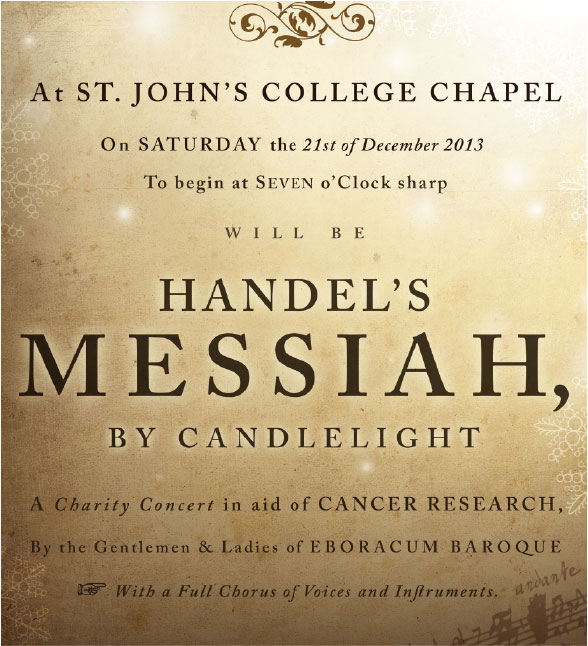 At ST. JOHN'S COLLEGE CHAPEL
On SATURDAY the 21st of December 2013
To begin at SEVEN o'Clock sharp
WILL BE
HANDEL'S
MESSIAH,
BY CANDLELIGHT
A Charity Concert in aid of CANCER RESEARCH,
By the Gentlemen & Ladies of EBORACUM BAROQUE
☞ With a Full Chorus of Voices and Inſtruments.
andante